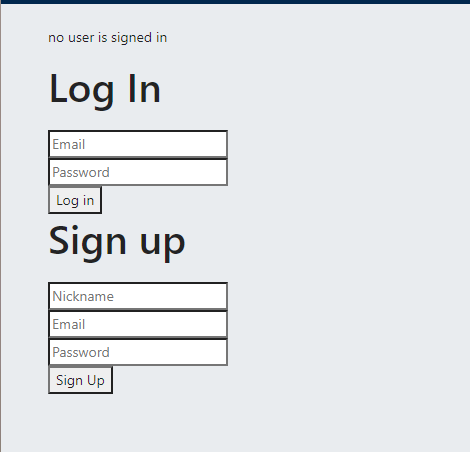 no user is signed in
Log In
Email
Password
Log in
Sign up
Nickname
Email
Password
Sign Up